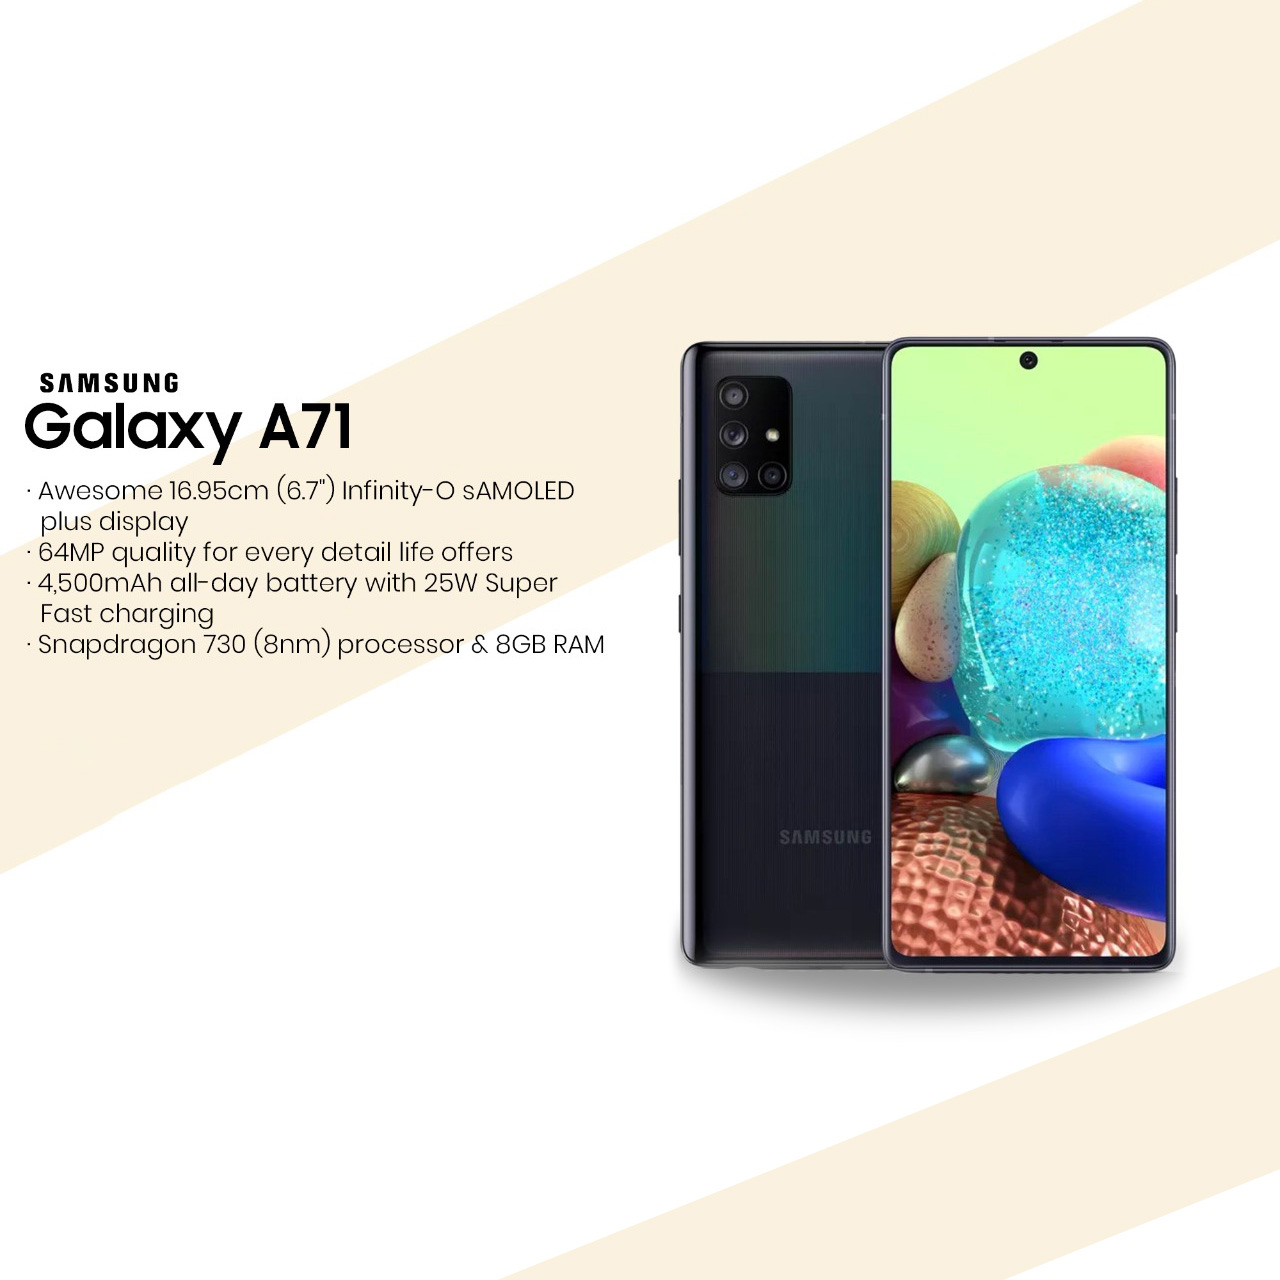 SAMSUNG
Galaxy A71
· Awesome 16.95cm (6.7") Infinity-O sAMOLED
plus display
· 64MP quality for every detail life offers
· 4,500mAh all-day battery with 25W Super
Fast charging
· Snapdragon 730 (8nm) processor & 8GB RAM
SAMSUNG